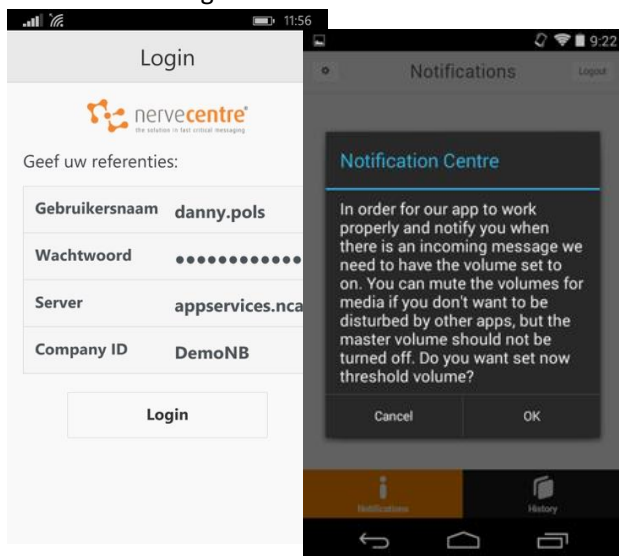 11:56
Login
nervecentre
the solution in fast critical messaging
Geef uw referenties:
Gebruikersnaam danny.pols
Wachtwoord ●●●●●●●●●●●●
Server appservices.nca
Company ID DemoNB
Login
9:22
Notifications Logout
Notification Centre
In order for our app to work
properly and notify you when
there is an incoming message we
need to have the volume set to
on. You can mute the volumes for
media if you don't want to be
disturbed by other apps, but the
master volume should not be
turned off. Do you want set now
threshold volume?
Cancel OK
Notifications History